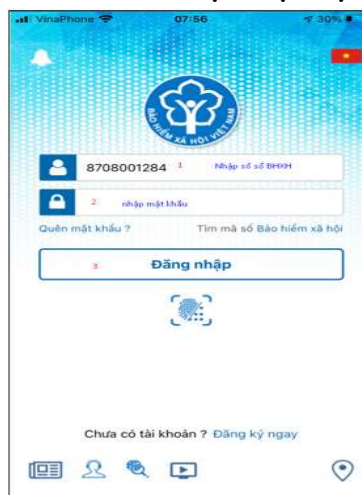 VinaPhone 07:56 30%
BẢO HIỂM XÃ HỘI VIỆT NAM
8708001284 1 Nhập số sổ BHXH
2 nhập mật khẩu
Quên mật khẩu ? Tìm mã số Bảo hiểm xã hội
3 Đăng nhập
Chưa có tài khoản ? Đăng ký ngay